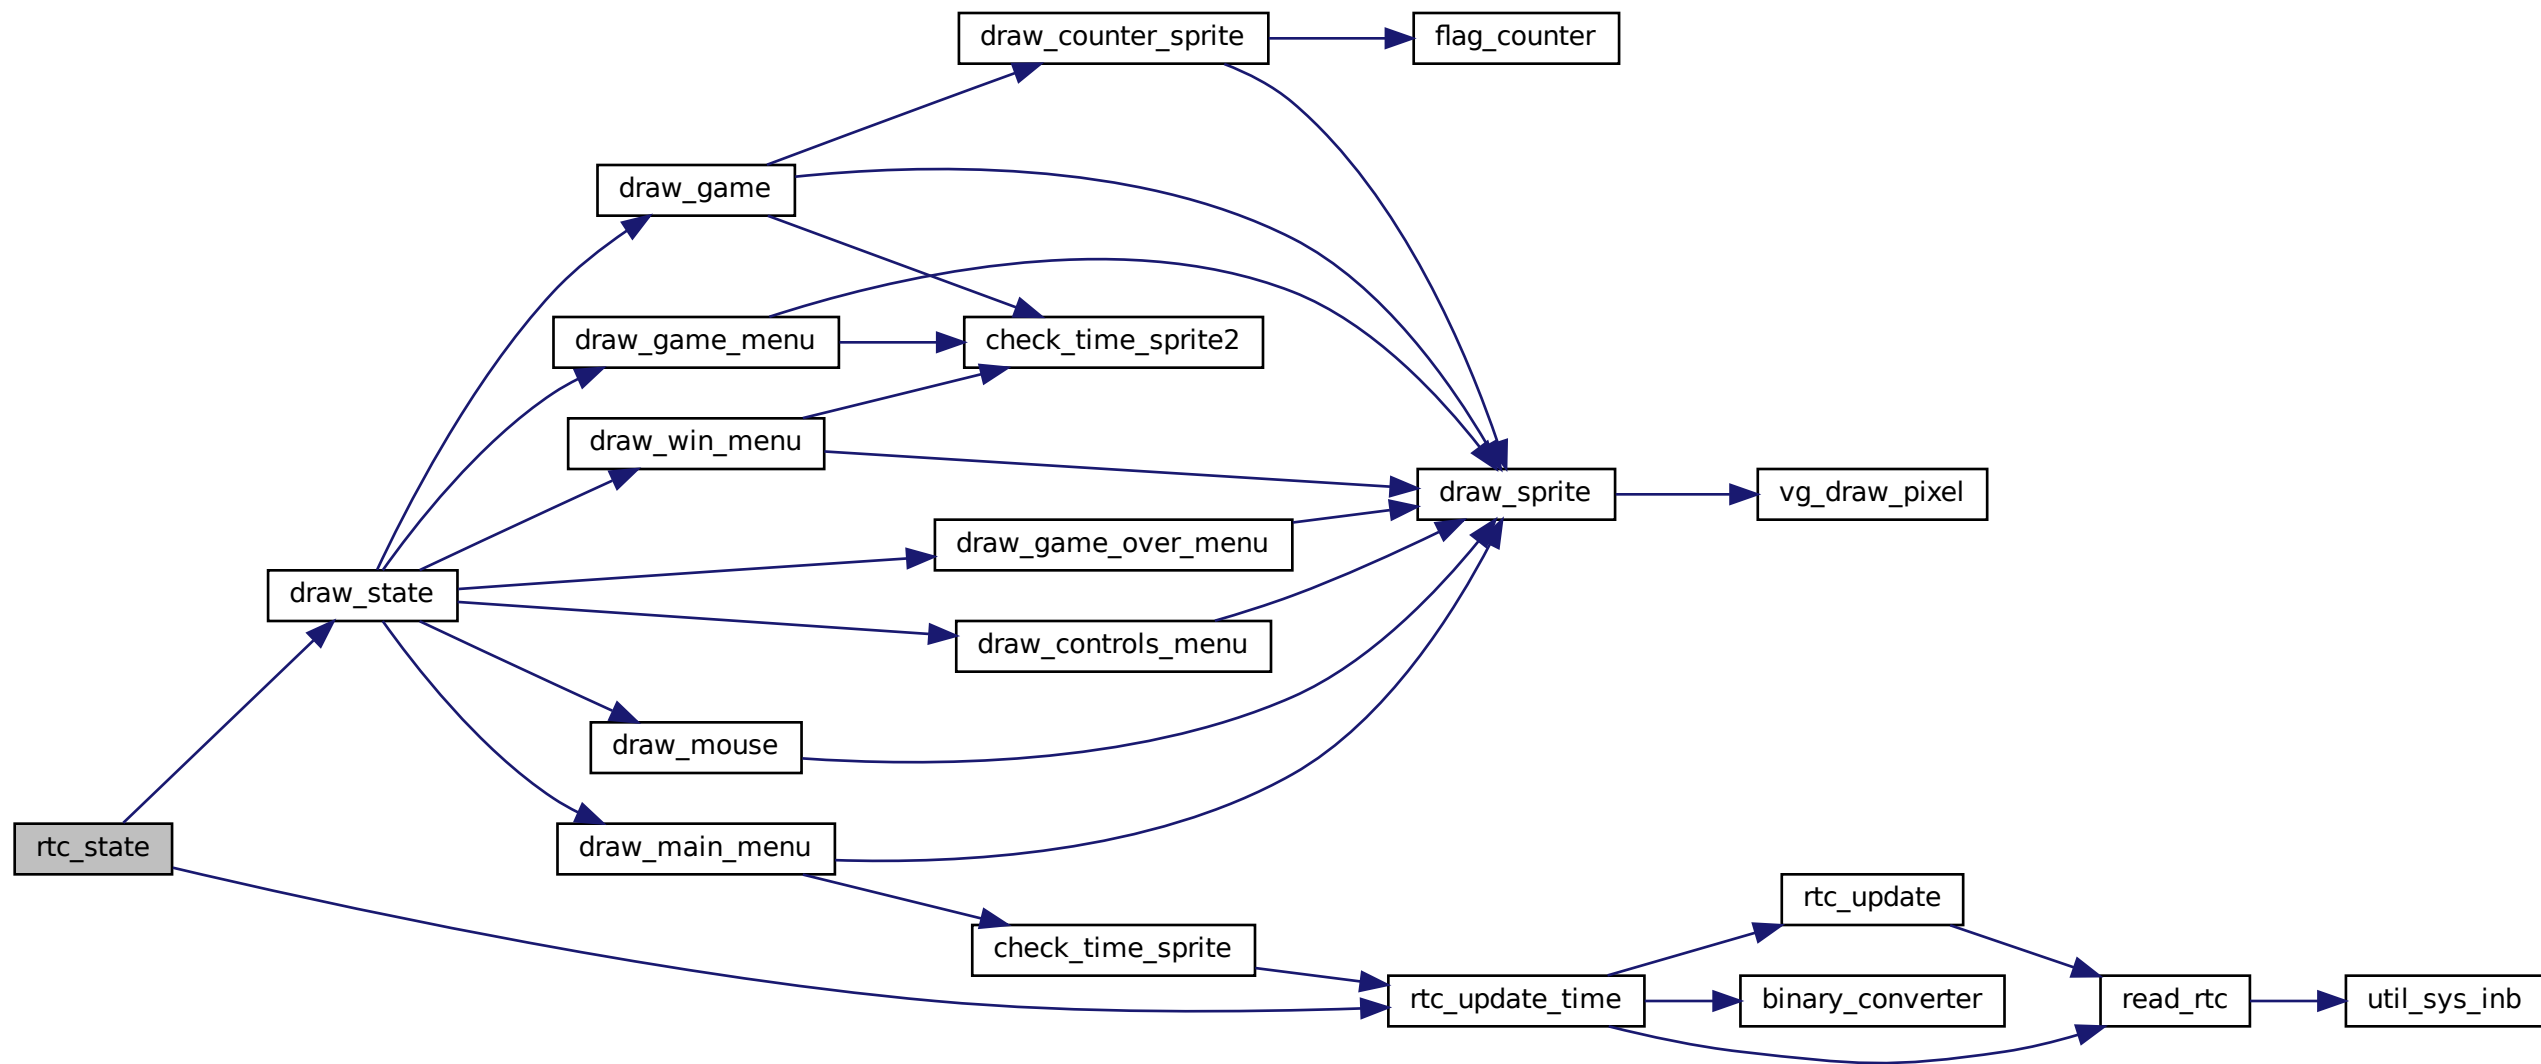 draw_counter_sprite
flag_counter
draw_game
draw_game_menu
check_time_sprite2
draw_win_menu
draw_sprite
vg_draw_pixel
draw_game_over_menu
draw_state
draw_controls_menu
draw_mouse
rtc_state
draw_main_menu
rtc_update
check_time_sprite
rtc_update_time
binary_converter
read_rtc
util_sys_inb